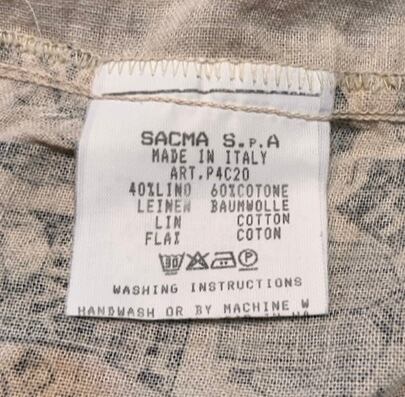 SACMA S.P.A
MADE IN ITALY
ART.P4C20
40%LINO 60%COTONE
LEINEN BAUMWOLLE
LIN COTTON
FLAX COTON
30 P
WASHING INSTRUCTIONS
HANDWASH OR BY MACHINE W